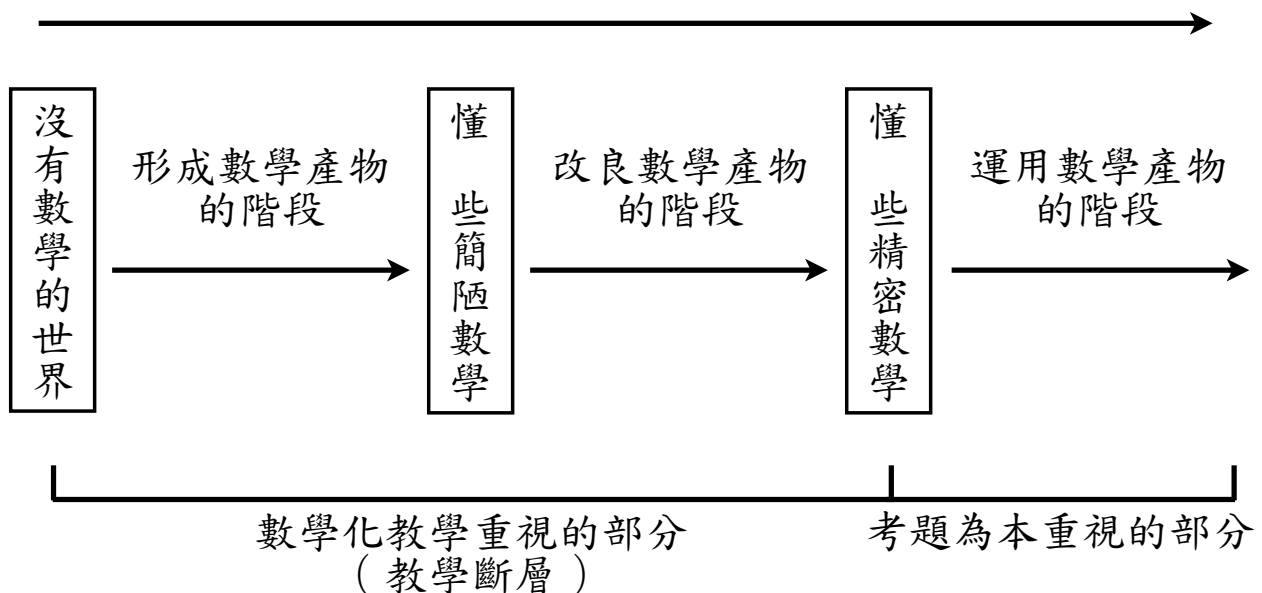 沒有數學的世界
形成數學產物
的階段
懂 些簡陋數學
改良數學產物
的階段
懂 些精密數學
運用數學產物
的階段
數學化教學重視的部分
(教學斷層)
考題為本重視的部分